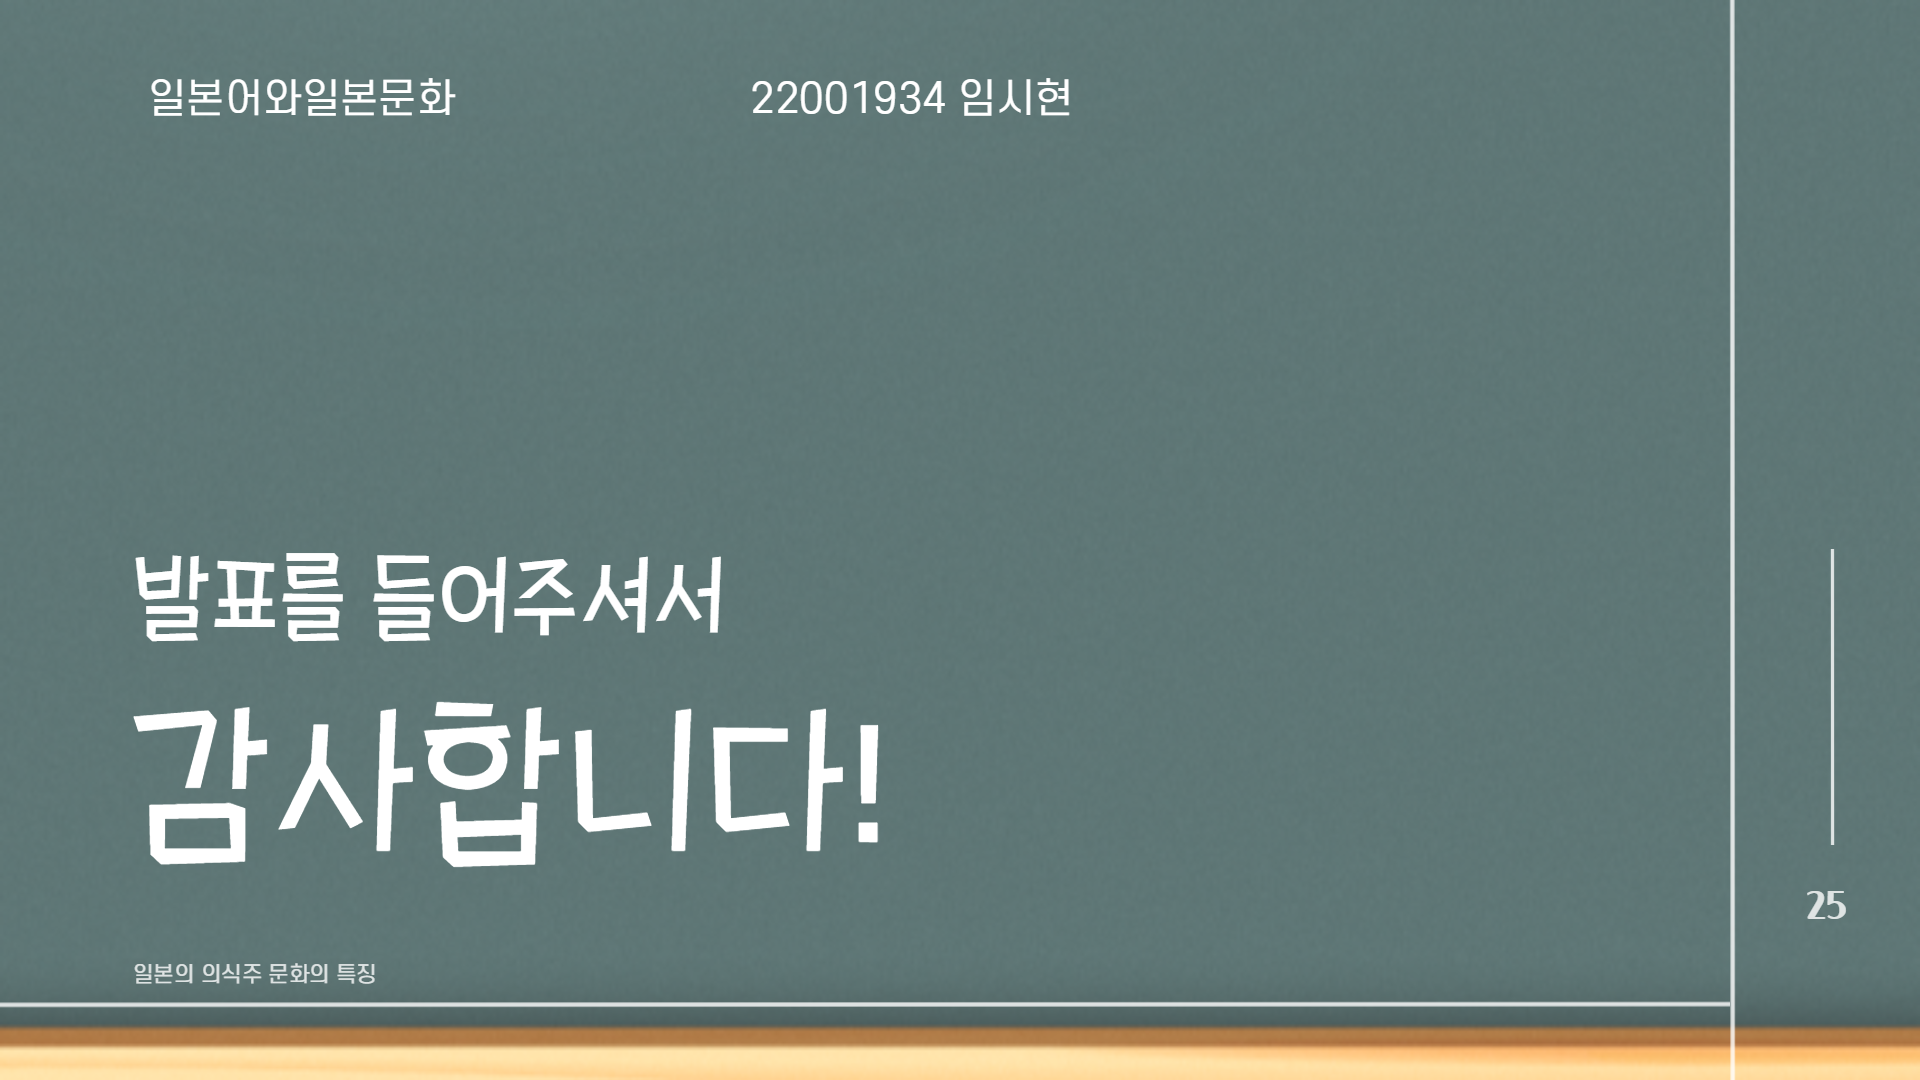 일본어와일본문화
22001934 임시현
발표를 들어주셔서
감사합니다!
25
일본의 의식주 문화의 특징